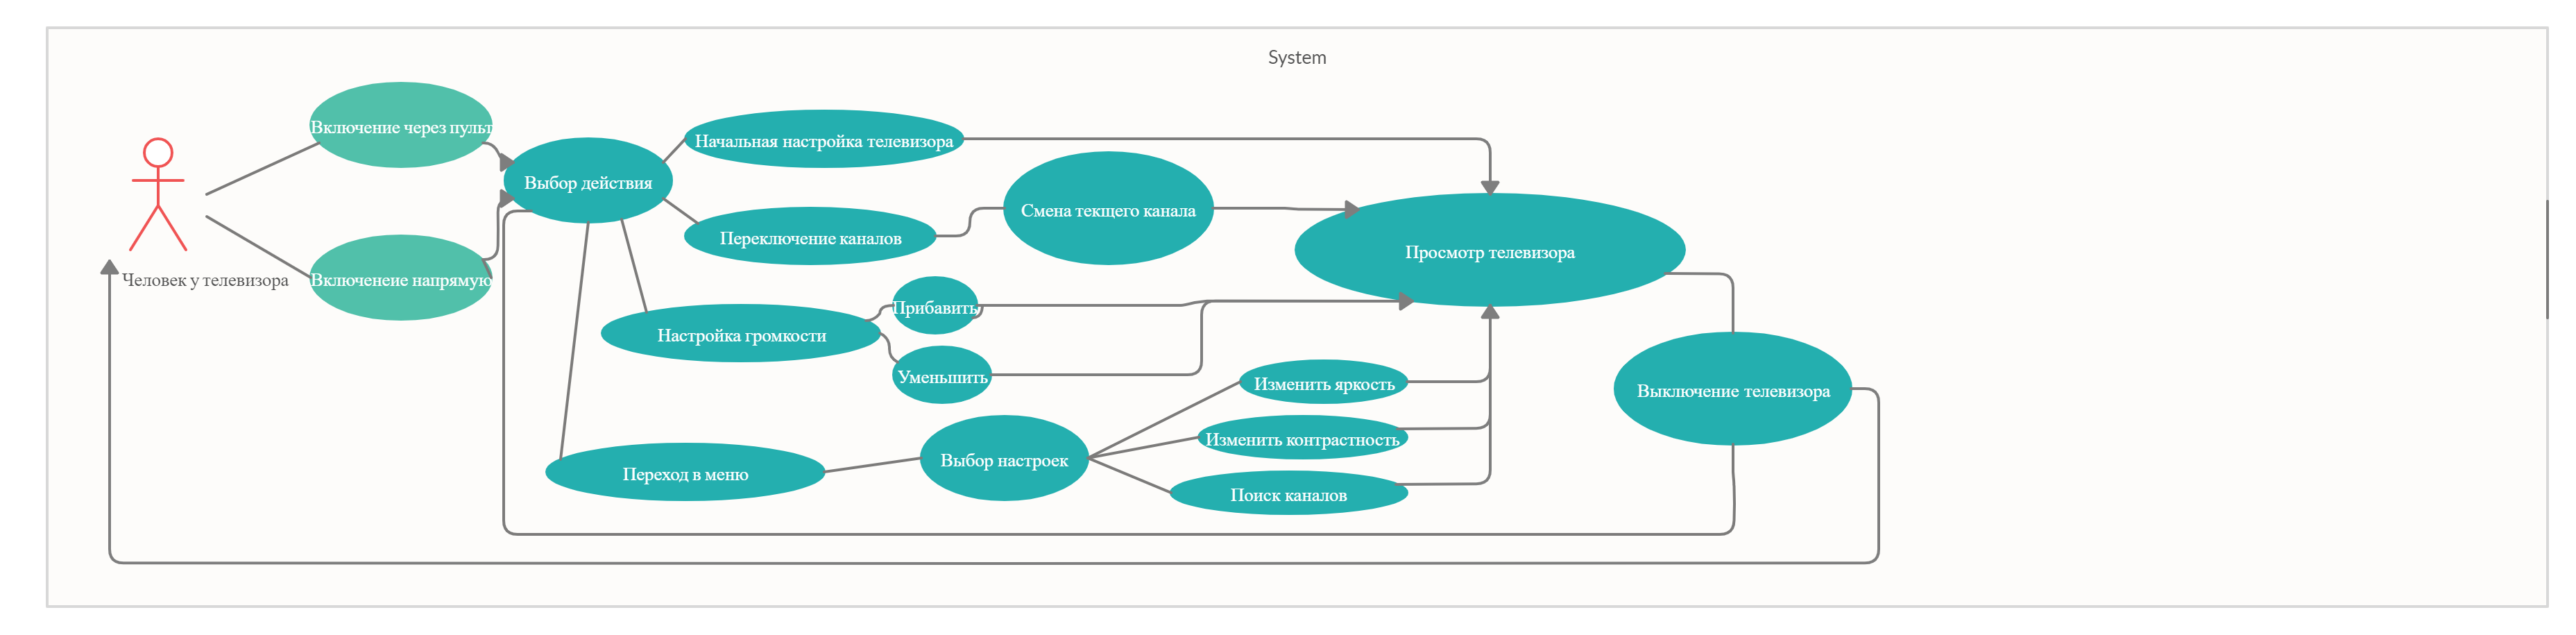 System
Включение через пульт
Начальная настройка телевизора
Выбор действия
Смена текщего канала
Переключение каналов
Просмотр телевизора
Человек у телевизора
Включенеие напрямую
Прибавить
Настройка громкости
Уменьшить
Изменить яркость
Выключение телевизора
Изменить контрастность
Выбор настроек
Переход в меню
Поиск каналов